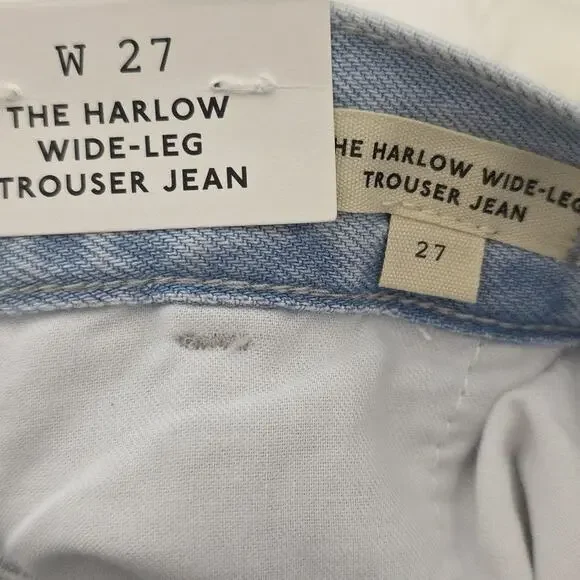 W 27
THE HARLOW
WIDE-LEG
TROUSER JEAN
HE HARLOW WIDE-LEG
TROUSER JEAN
27